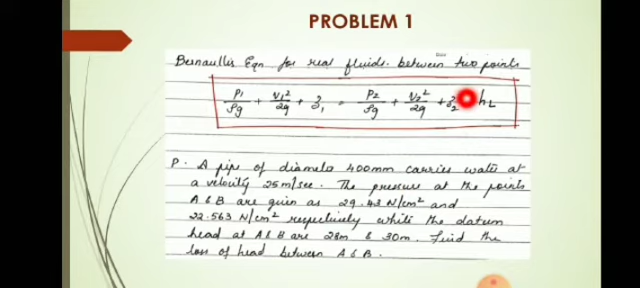 PROBLEM 1
Bernaulli's Eqn for real fluids. between two points
P1/ρg + V1²/2g + z1 = P2/ρg + V2²/2g + z2 hL
P. A pipe of diamete 400mm carries water at
a velocity 25m/sec. The pressure at the points
A & B are given as 29.43 N/cm² and
22.563 N/cm² respectively while the datum
head at A & B are 28m & 30m. Find the
loss of head between A & B.